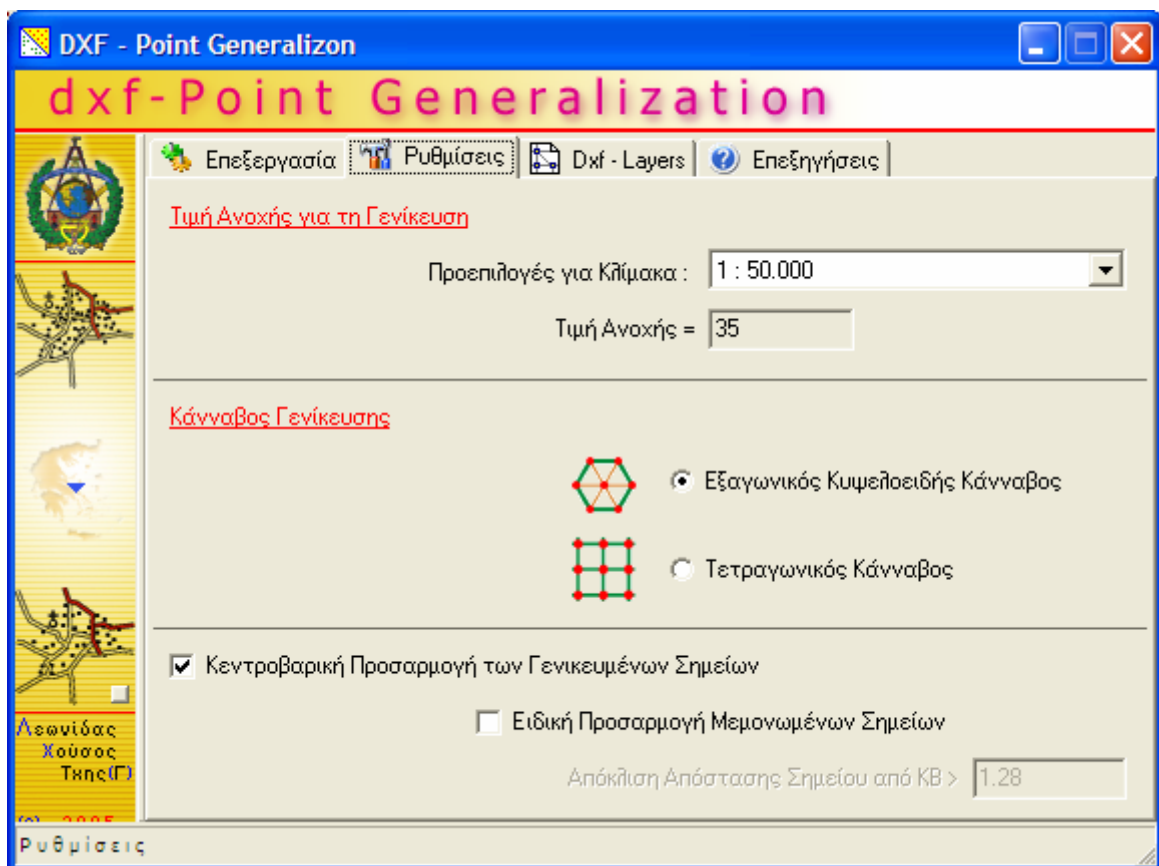 DXF - Point Generalizon
dxf-Point Generalization
Επεξεργασία
Ρυθμίσεις
Dxf - Layers
Επεξηγήσεις
Τιμή Ανοχής για τη Γενίκευση
Προεπιλογές για Κλίμακα :
1 : 50.000
Τιμή Ανοχής =
35
Κάνναβος Γενίκευσης
Εξαγωνικός Κυψελοειδής Κάνναβος
Τετραγωνικός Κάνναβος
Κεντροβαρική Προσαρμογή των Γενικευμένων Σημείων
Ειδική Προσαρμογή Μεμονωμένων Σημείων
Απόκλιση Απόστασης Σημείου από ΚΒ >
1.28
Λεωνίδας
Χούσος
Τχης(Γ)
Ρυθμίσεις